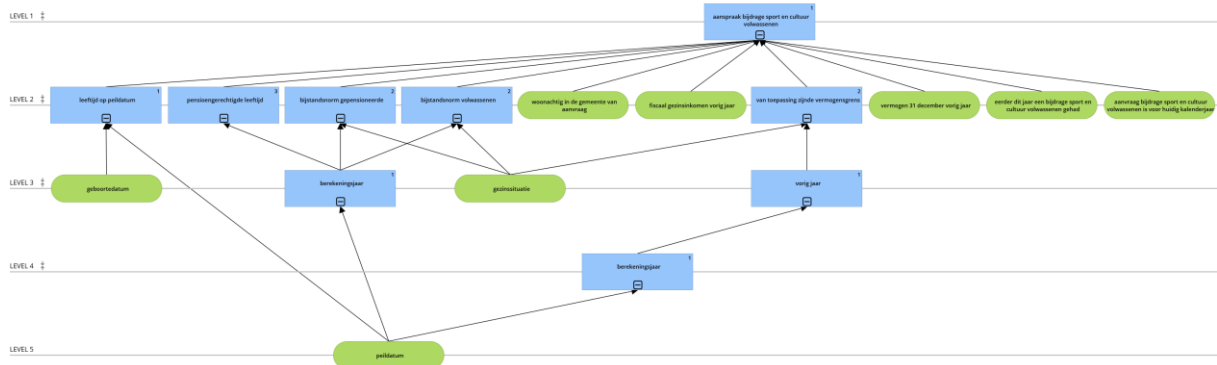 LEVEL 1
1
aanspraak bijdrage sport en cultuur
volwassenen
LEVEL 2
1
leeftijd op peildatum
3
pensioengerechtigde leeftijd
2
bijstandsnorm gepensioneerde
2
bijstandsnorm volwassenen
woonachtig in de gemeente van
aanvraag
fiscaal gezinsinkomen vorig jaar
2
van toepassing zijnde vermogensgrens
vermogen 31 december vorig jaar
eerder dit jaar een bijdrage sport en
cultuur volwassenen gehad
aanvraag bijdrage sport en cultuur
volwassenen is voor huidig kalenderjaar
LEVEL 3
geboortedatum
1
berekeningsjaar
gezinssituatie
1
vorig jaar
LEVEL 4
1
berekeningsjaar
LEVEL 5
peildatum